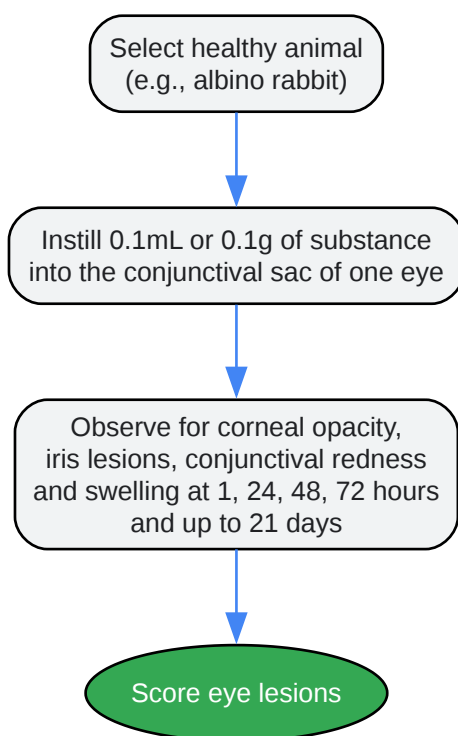 Select healthy animal
(e.g., albino rabbit)
Instill 0.1mL or 0.1g of substance
into the conjunctival sac of one eye
Observe for corneal opacity,
iris lesions, conjunctival redness
and swelling at 1, 24, 48, 72 hours
and up to 21 days
Score eye lesions